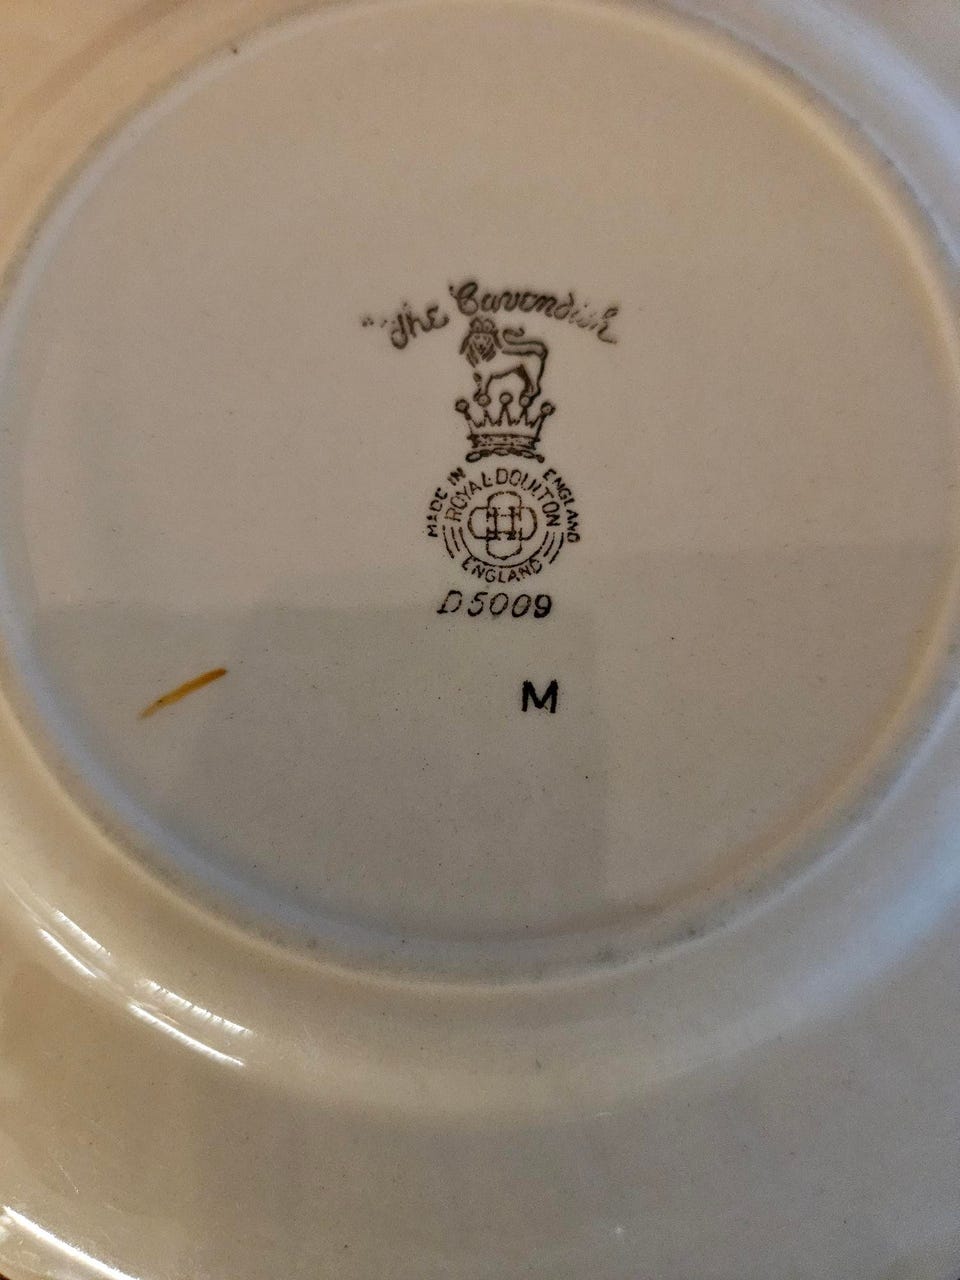 "The Cavendish
MADE IN ENGLAND
ROYAL DOULTON
ENGLAND
D5009
M